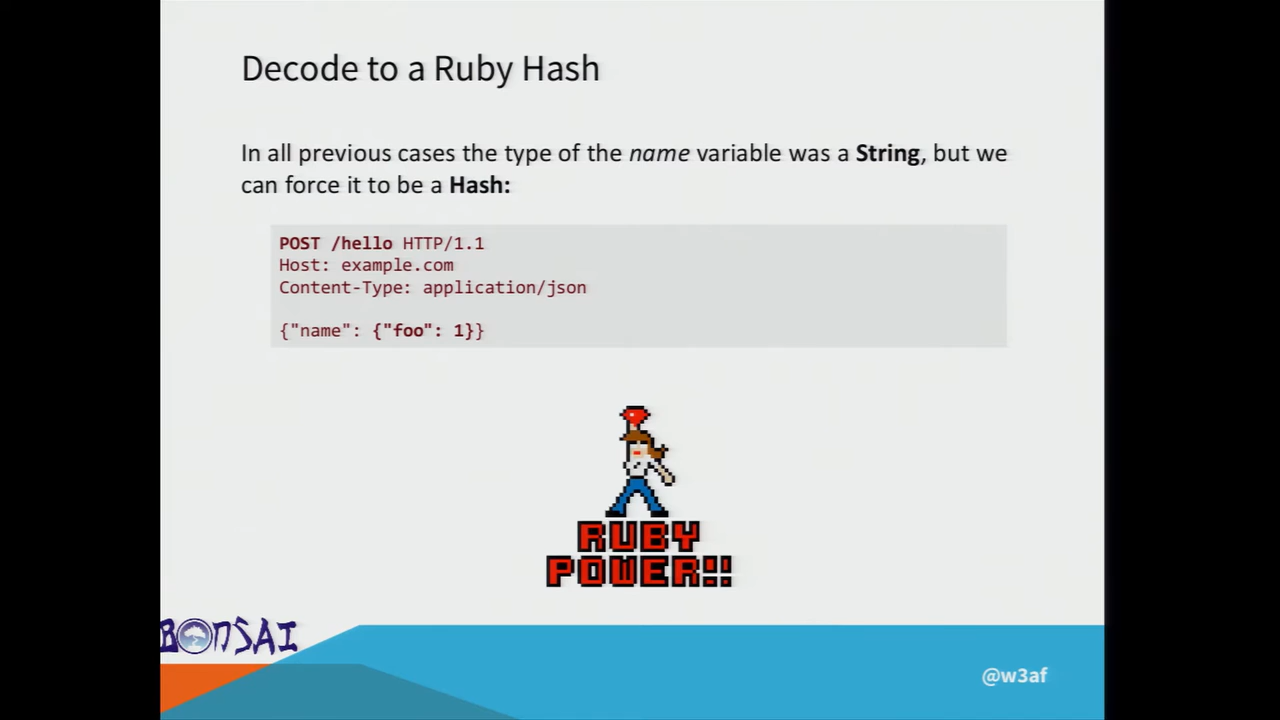 Decode to a Ruby Hash
In all previous cases the type of the name variable was a String, but we
can force it to be a Hash:
POST /hello HTTP/1.1
Host: example.com
Content-Type: application/json
{"name": {"foo": 1}}
RUBY
POWER!!
BONSAI
@w3af